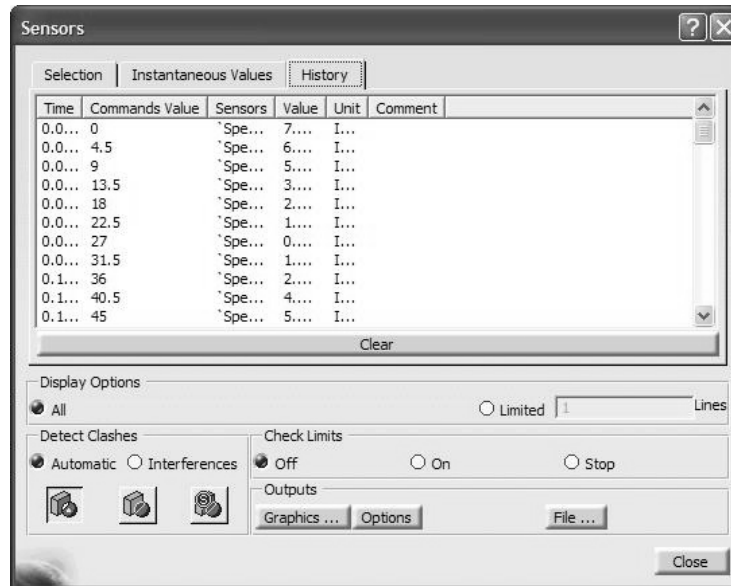 Sensors
Selection Instantaneous Values History
Time Commands Value Sensors Value Unit Comment
0.0... 0 `Spe... 7.... I...
0.0... 4.5 `Spe... 6.... I...
0.0... 9 `Spe... 5.... I...
0.0... 13.5 `Spe... 3.... I...
0.0... 18 `Spe... 2.... I...
0.0... 22.5 `Spe... 1.... I...
0.0... 27 `Spe... 0.... I...
0.0... 31.5 `Spe... 1.... I...
0.1... 36 `Spe... 2.... I...
0.1... 40.5 `Spe... 4.... I...
0.1... 45 `Spe... 5.... I...
Clear
Display Options
All Limited 1 Lines
Detect Clashes Check Limits
Automatic Interferences Off On Stop
Outputs
Graphics ... Options File ...
Close